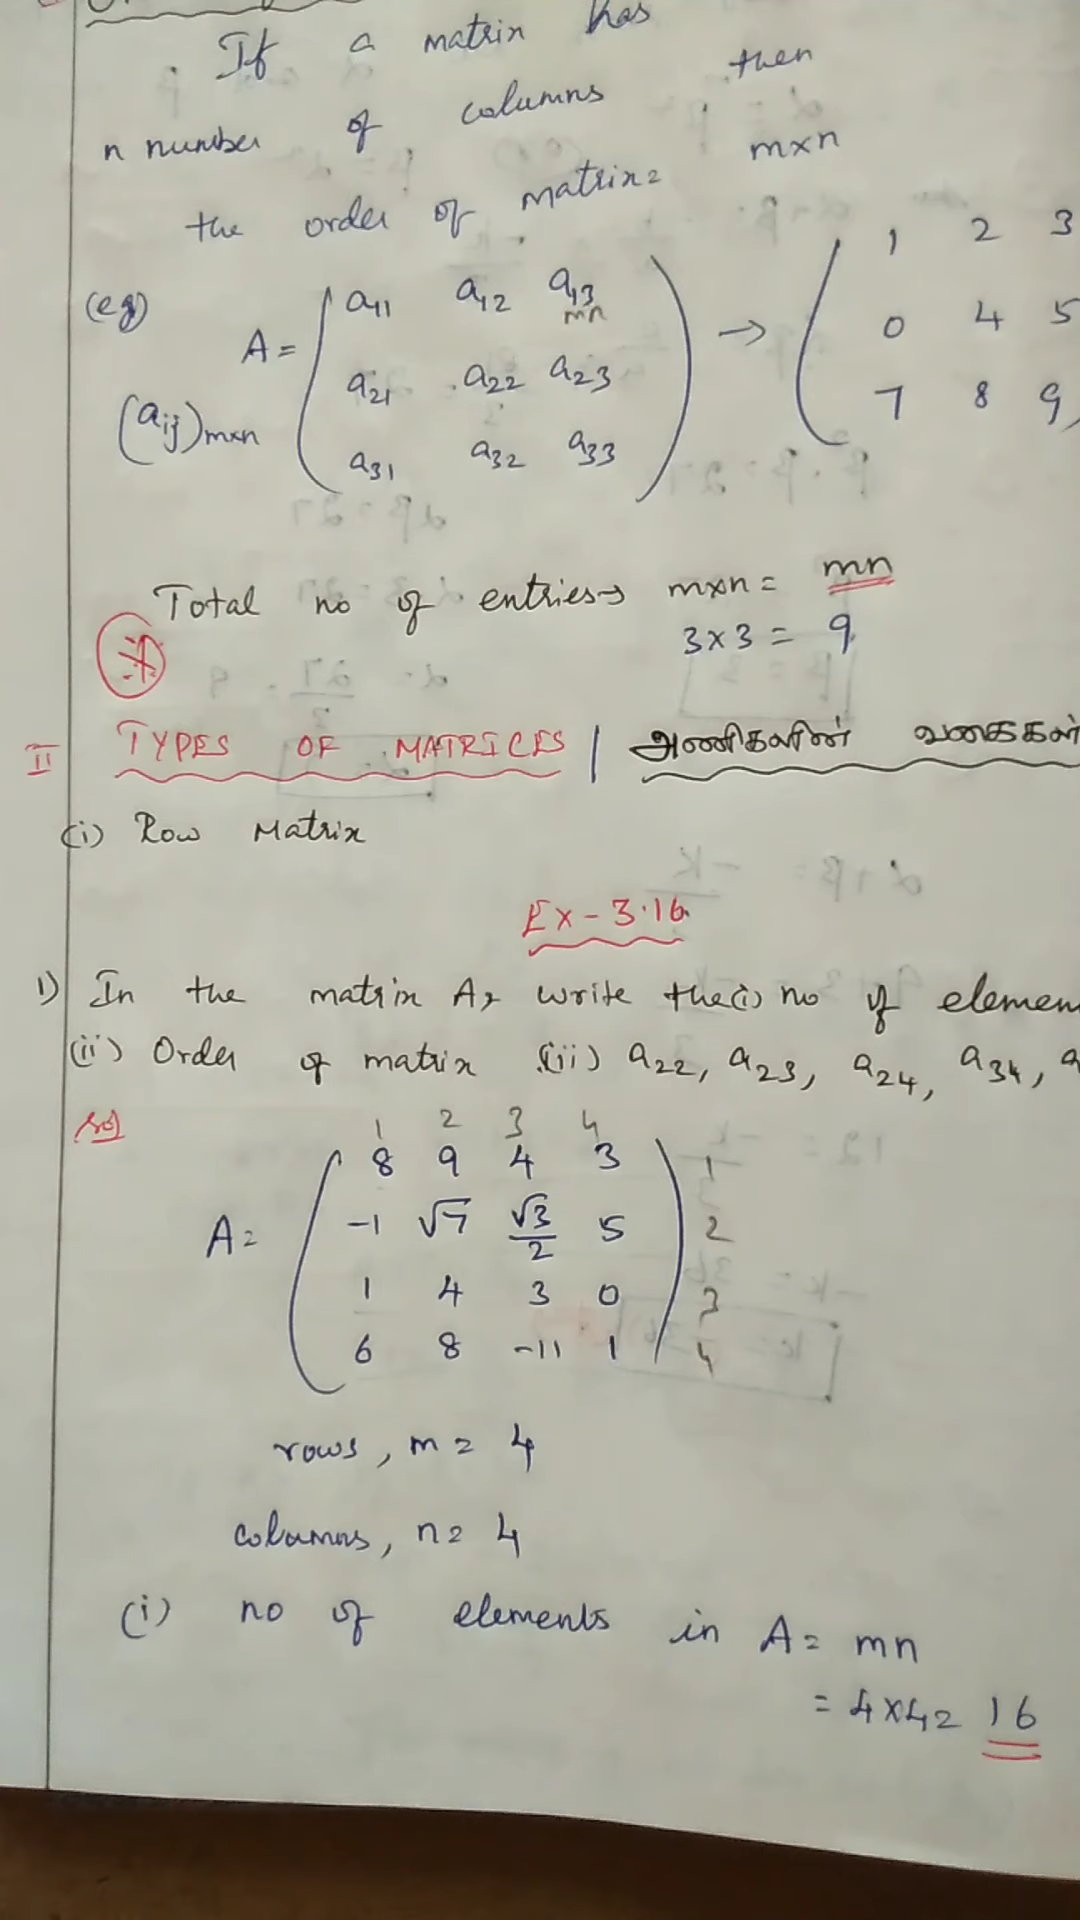 If a matrix has
n number of columns then
the order of matrix = m×n
(eg) A = ( a11 a12 a13 → ( 1 2 3
mn
a21 a22 a23 ) 0 4 5
(aij)m×n a31 a32 a33 7 8 9
Total no of entries → m×n = mn
3×3 = 9
II TYPES OF MATRICES | அணிகளின் வகைகள்
(i) Row Matrix
Ex-3.16
1) In the matrix A, write the (i) no of elemen
(ii) Order of matrix (iii) a22, a23, a24, a34, a
Sol
1 2 3 4
8 9 4 3 1
A = ( -1 √7 √3/2 5 ) 2
1 4 3 0 3
6 8 -11 1 4
rows, m = 4
columns, n = 4
(i) no of elements in A = mn
= 4×4 = 16